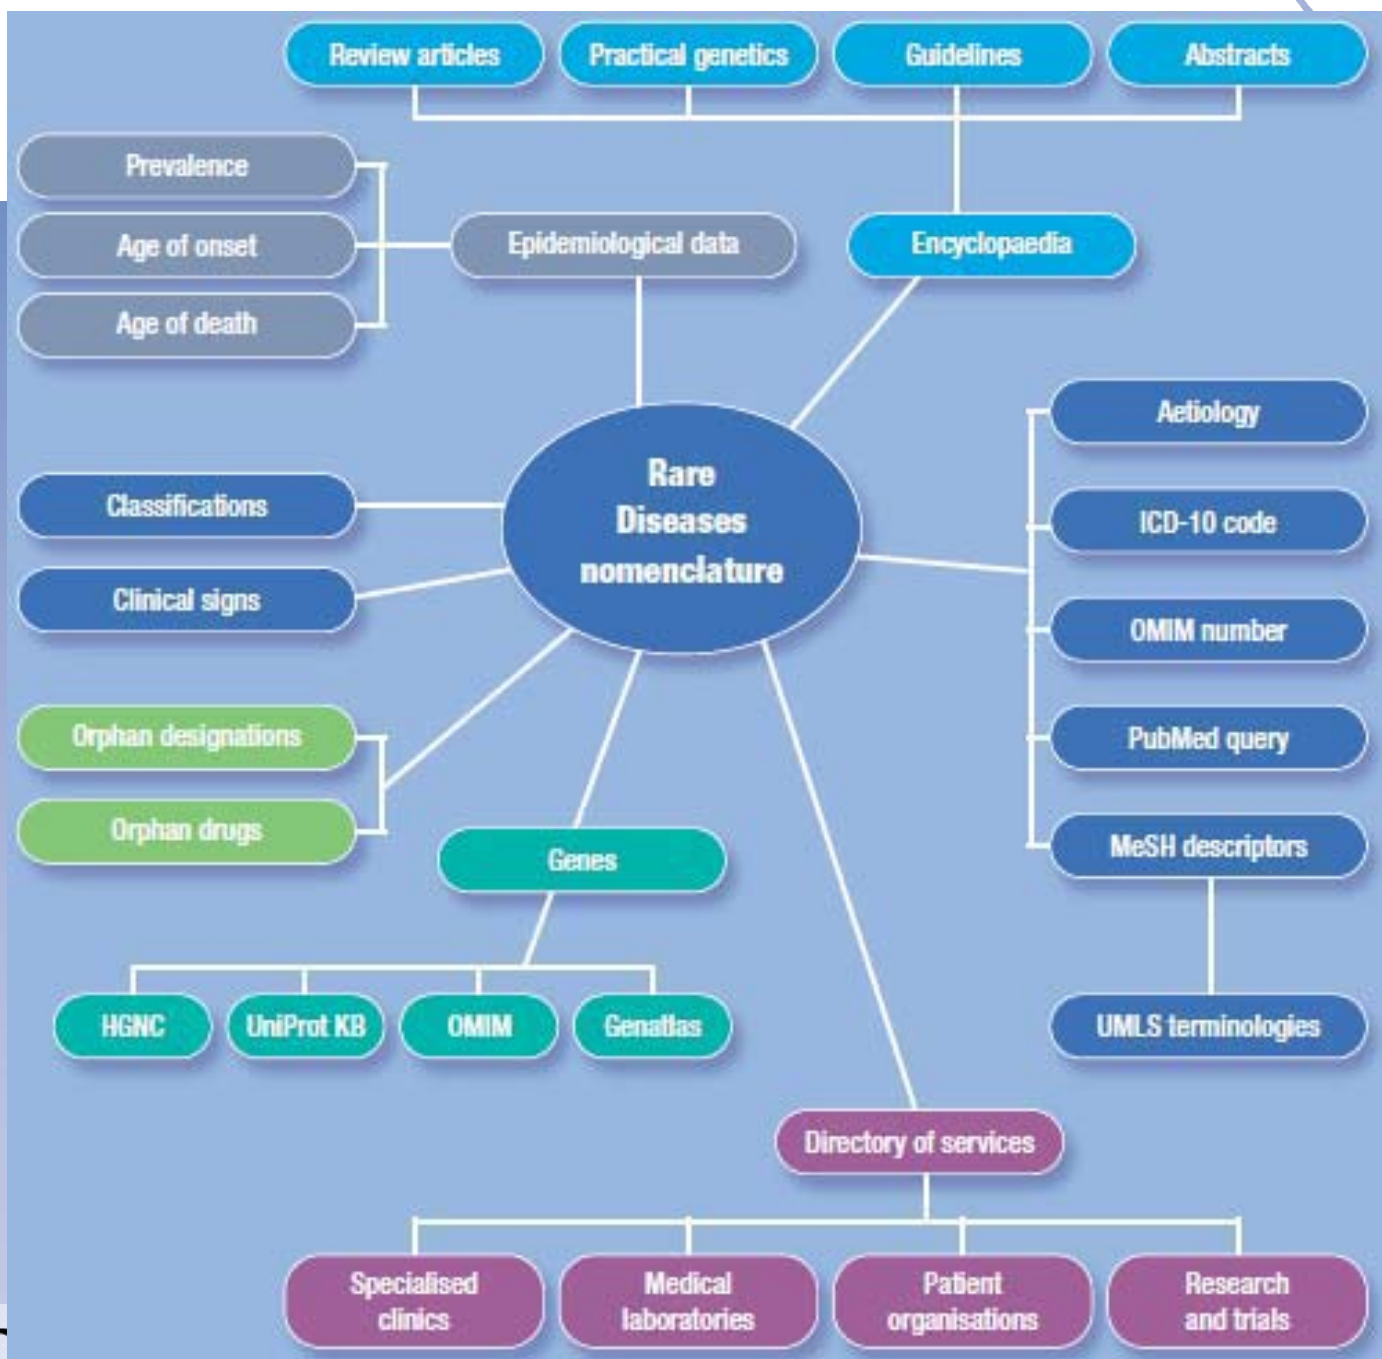 Review articles
Practical genetics
Guidelines
Abstracts
Prevalence
Age of onset
Age of death
Epidemiological data
Encyclopaedia
Rare
Diseases
nomenclature
Classifications
Clinical signs
Orphan designations
Orphan drugs
Aetiology
ICD-10 code
OMIM number
PubMed query
MeSH descriptors
UMLS terminologies
Genes
HGNC
UniProt KB
OMIM
Genatlas
Directory of services
Specialised
clinics
Medical
laboratories
Patient
organisations
Research
and trials